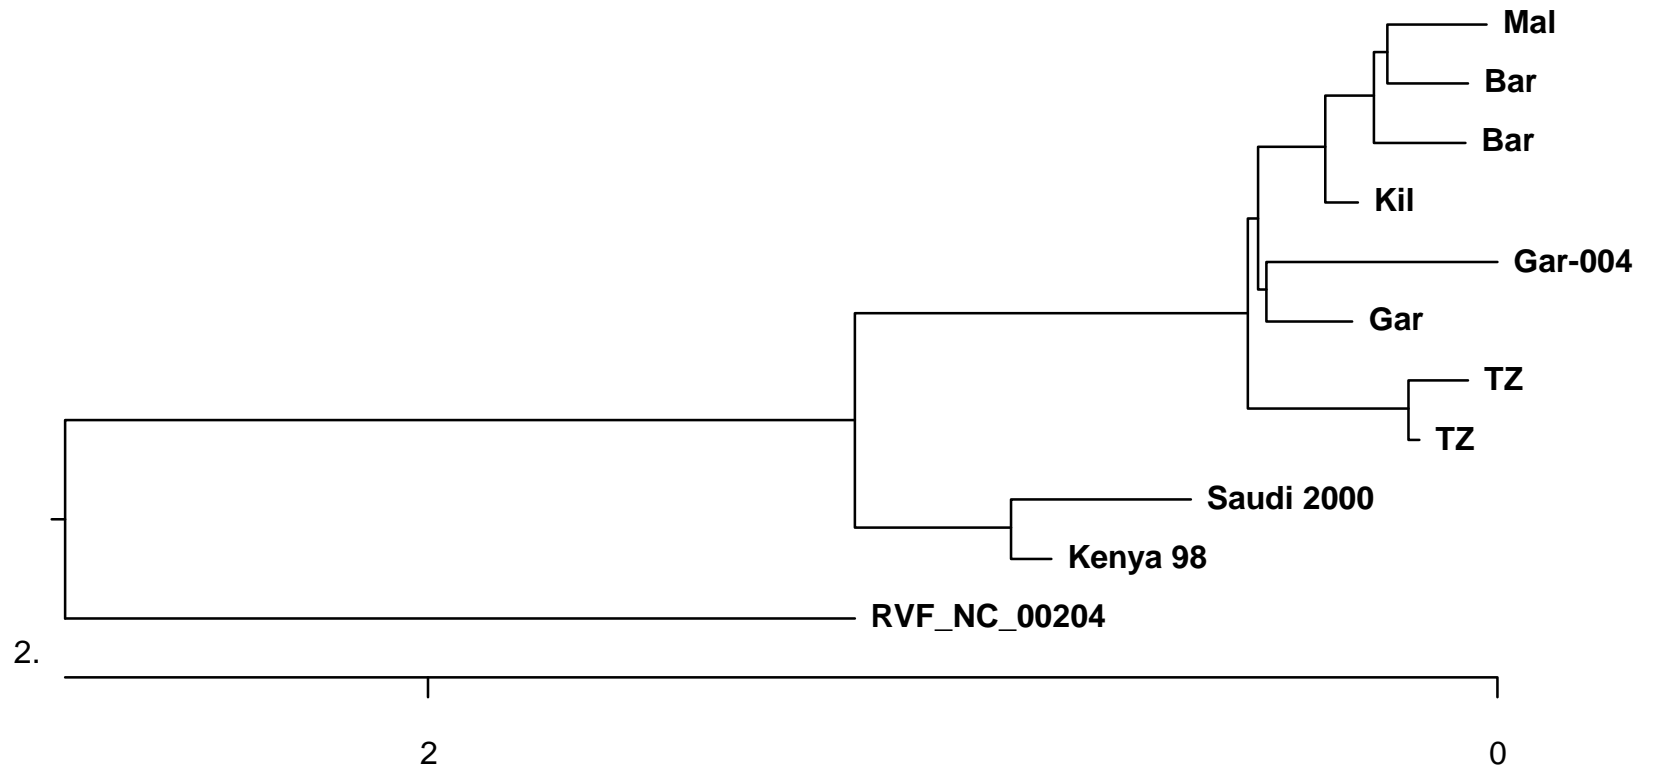 Mal
Bar
Bar
Kil
Gar-004
Gar
TZ
TZ
Saudi 2000
Kenya 98
RVF_NC_00204
2.
2 0